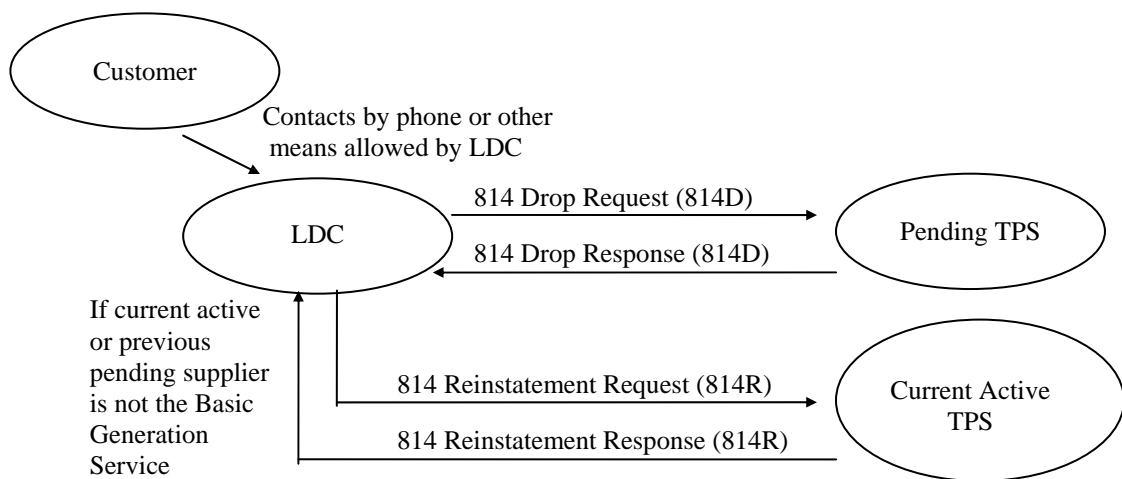 Customer
Contacts by phone or other
means allowed by LDC
814 Drop Request (814D)
LDC
Pending TPS
814 Drop Response (814D)
If current active
or previous
pending supplier
is not the Basic
Generation
Service
814 Reinstatement Request (814R)
Current Active
TPS
814 Reinstatement Response (814R)